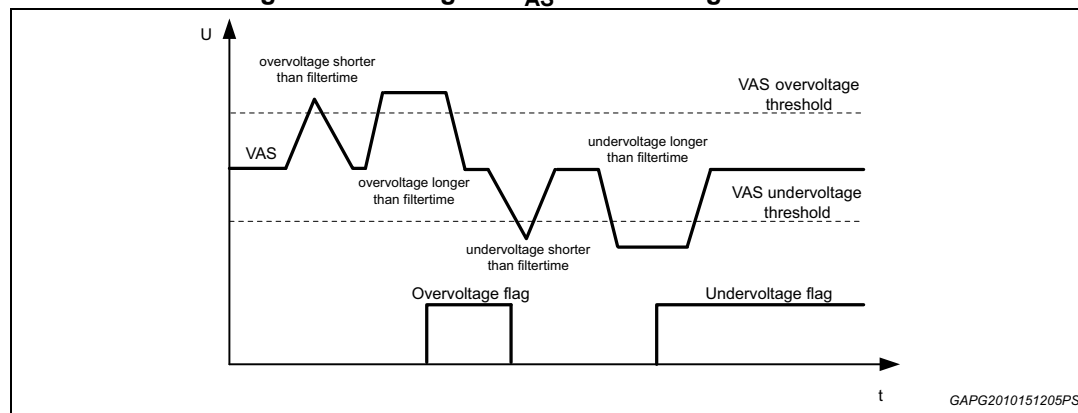 AS
U
overvoltage shorter
than filtertime
VAS overvoltage
threshold
VAS
undervoltage longer
than filtertime
overvoltage longer
than filtertime
VAS undervoltage
threshold
undervoltage shorter
than filtertime
Overvoltage flag
Undervoltage flag
t
GAPG2010151205PS